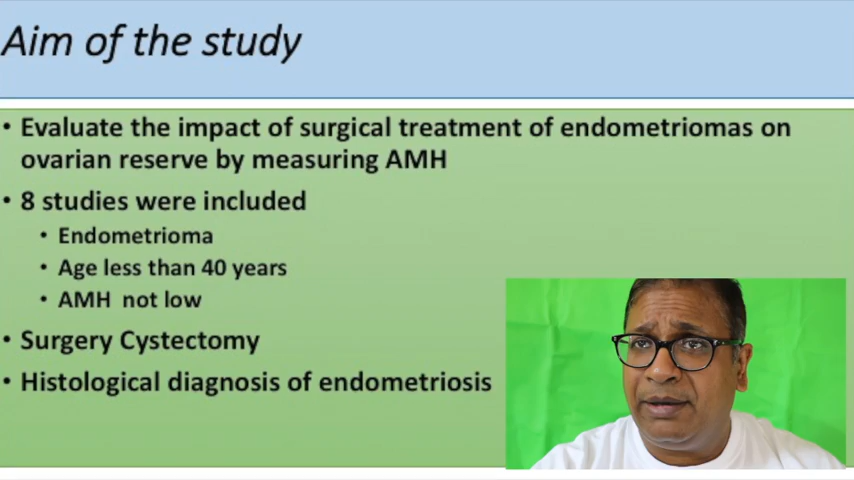 Aim of the study
• Evaluate the impact of surgical treatment of endometriomas on
ovarian reserve by measuring AMH
• 8 studies were included
• Endometrioma
• Age less than 40 years
• AMH not low
• Surgery Cystectomy
• Histological diagnosis of endometriosis